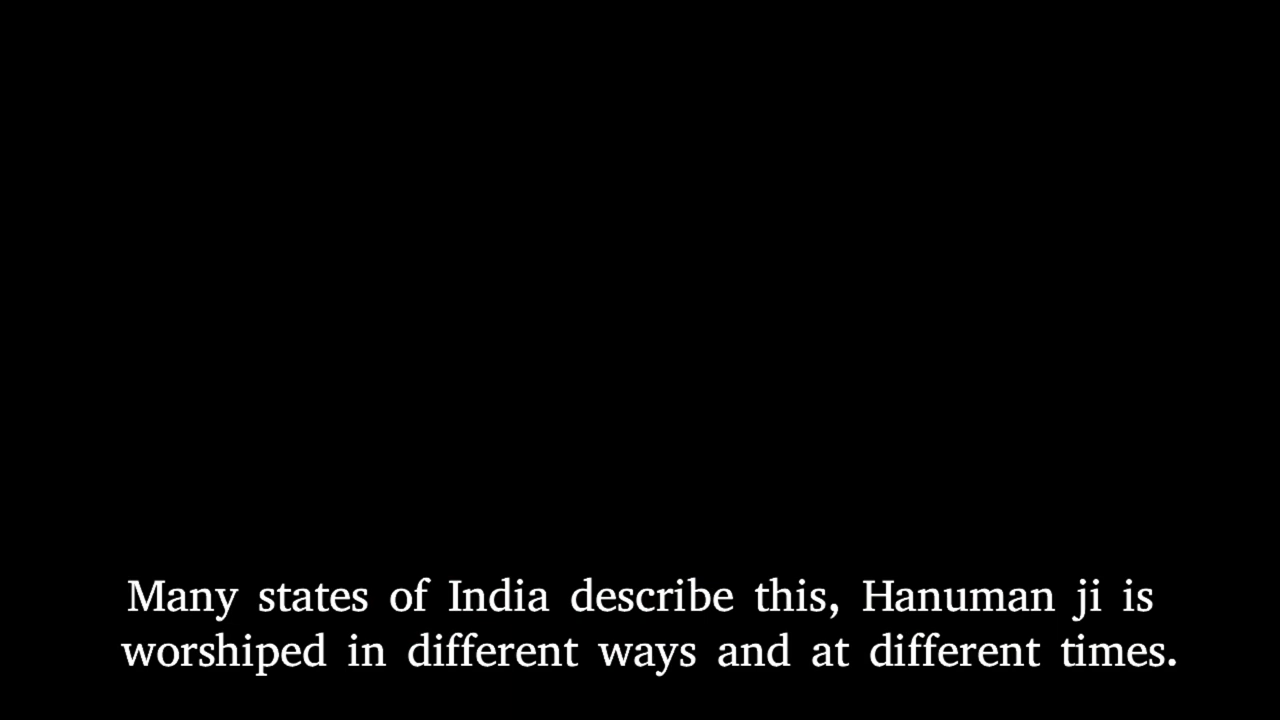 Many states of India describe this, Hanuman ji is
worshiped in different ways and at different times.